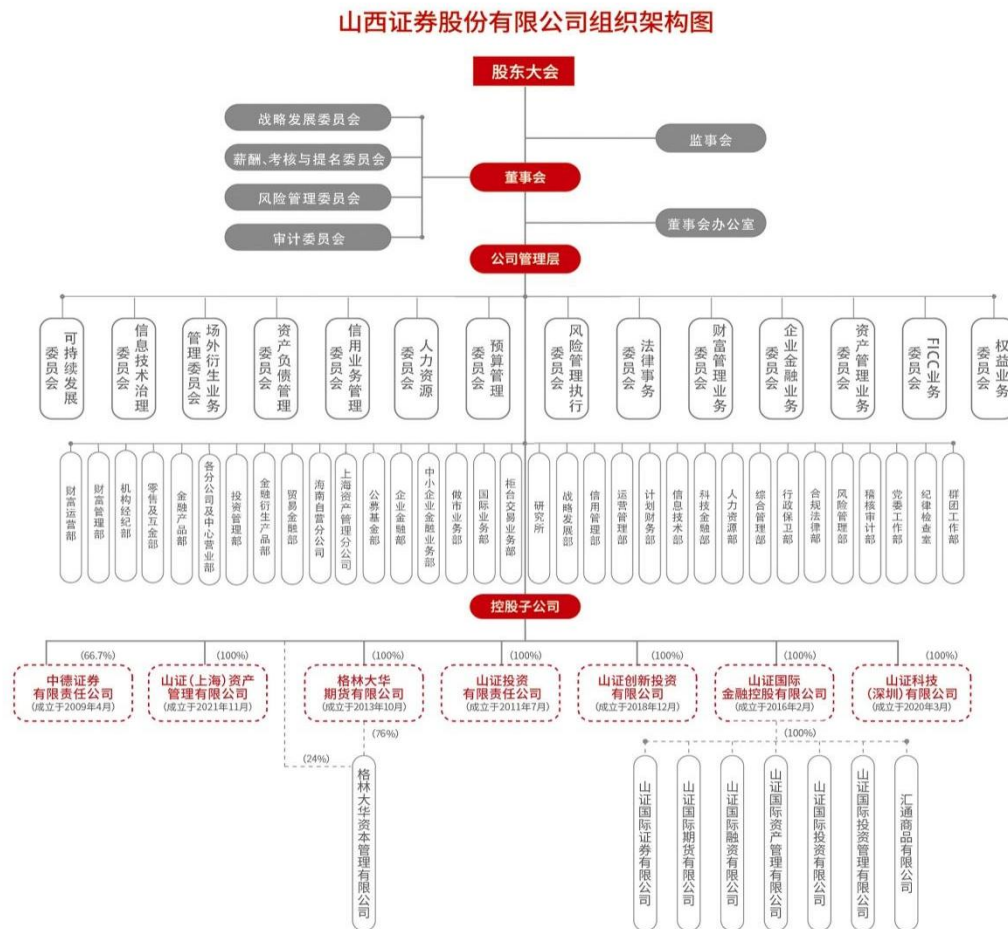 山西证券股份有限公司组织架构图
股东大会
战略发展委员会
薪酬、考核与提名委员会
风险管理委员会
审计委员会
监事会
董事会
董事会办公室
公司管理层
可持续发展
委员会
信息技术治理
委员会
场外衍生业务
管理委员会
资产负债管理
委员会
信用业务管理
委员会
人力资源
委员会
预算管理
委员会
风险管理执行
委员会
法律事务
委员会
财富管理业务
委员会
企业金融业务
委员会
资产管理业务
委员会
FICC业务
委员会
权益业务
委员会
财富运营部
财富管理部
机构经纪部
零售及互金部
金融产品部
各分公司及中心营业部
投资管理部
金融衍生产品部
贸易金融部
海南自营分公司
上海资产管理分公司
公募基金部
企业金融部
中小企业金融业务部
做市业务部
国际业务部
柜台交易业务部
研究所
战略发展部
信用管理部
运营管理部
计划财务部
信息技术部
科技金融部
人力资源部
综合管理部
行政保卫部
合规法律部
风险管理部
稽核审计部
党委工作部
纪律检查室
群团工作部
控股子公司
(66.7%)
中德证券
有限责任公司
(成立于2009年4月)
(100%)
山证(上海)资产
管理有限公司
(成立于2021年11月)
(100%)
格林大华
期货有限公司
(成立于2013年10月)
(100%)
山证投资
有限责任公司
(成立于2011年7月)
(100%)
山证创新投资
有限公司
(成立于2018年12月)
(100%)
山证国际
金融控股有限公司
(成立于2016年2月)
(100%)
山证科技
(深圳)有限公司
(成立于2020年3月)
(76%)
(24%)
格林大华资本管理有限公司
(100%)
山证国际证券有限公司
山证国际期货有限公司
山证国际融资有限公司
山证国际资产管理有限公司
山证国际投资有限公司
山证国际投资管理有限公司
汇通商品有限公司